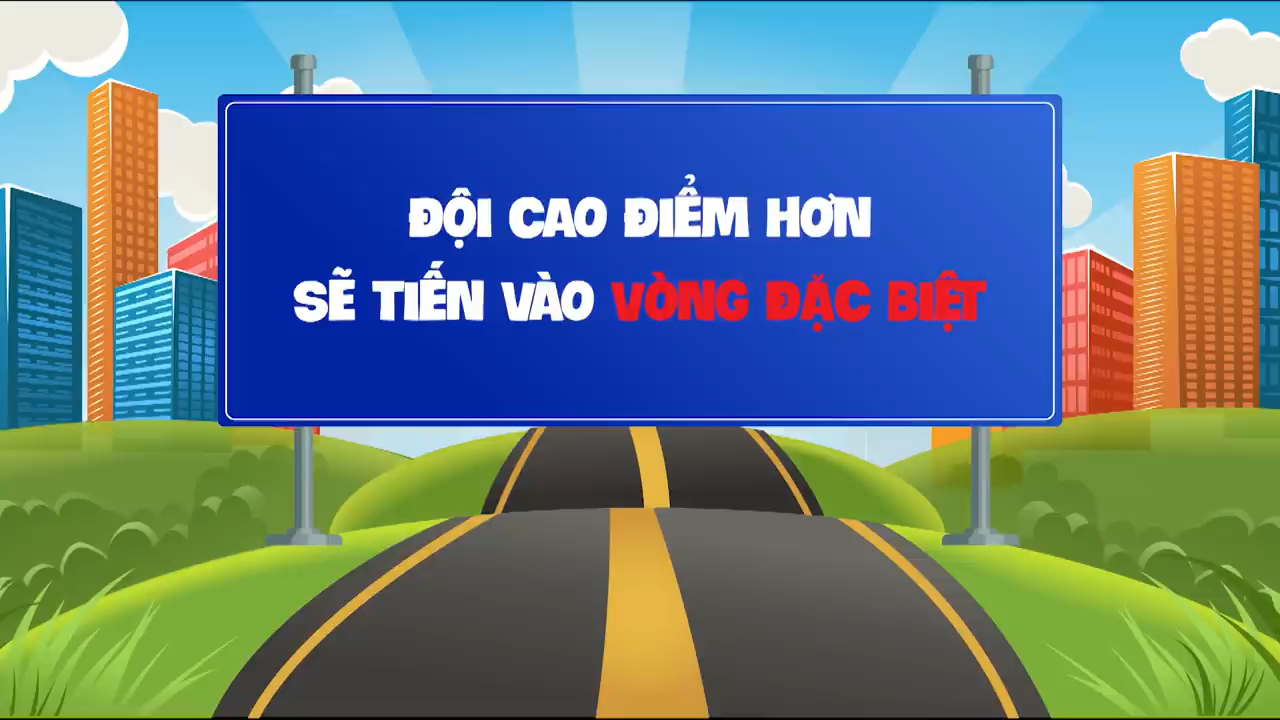 ĐỘI CAO ĐIỂM HƠN
SẼ TIẾN VÀO VÒNG ĐẶC BIỆT